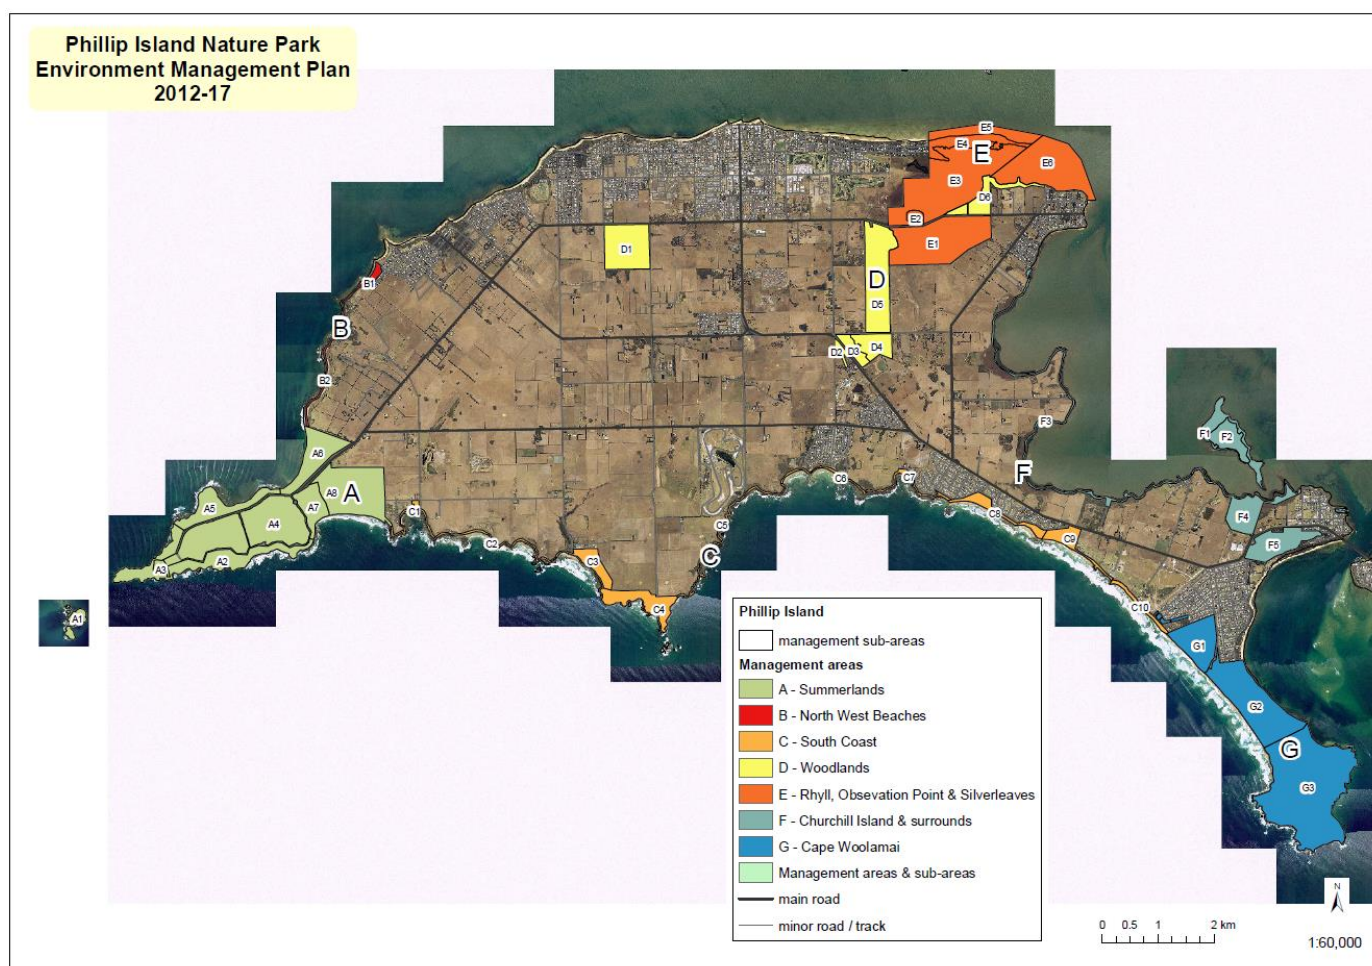 Phillip Island Nature Park
Environment Management Plan
2012-17
E5
E4
E
E6
E3
D6
E2
E1
D1
D
D5
B1
B
D2
D3
D4
B2
F1
F2
F3
A6
F
A8
A
A5
A7
A4
C1
C6
C7
C8
F4
C5
C9
F5
C2
C
A2
A3
C3
C4
C10
A1
G1
G2
G
G3
Phillip Island
management sub-areas
Management areas
A - Summerlands
B - North West Beaches
C - South Coast
D - Woodlands
E - Rhyll, Obsevation Point & Silverleaves
F - Churchill Island & surrounds
G - Cape Woolamai
Management areas & sub-areas
main road
minor road / track
N
0 0.5 1 2 km
1:60,000